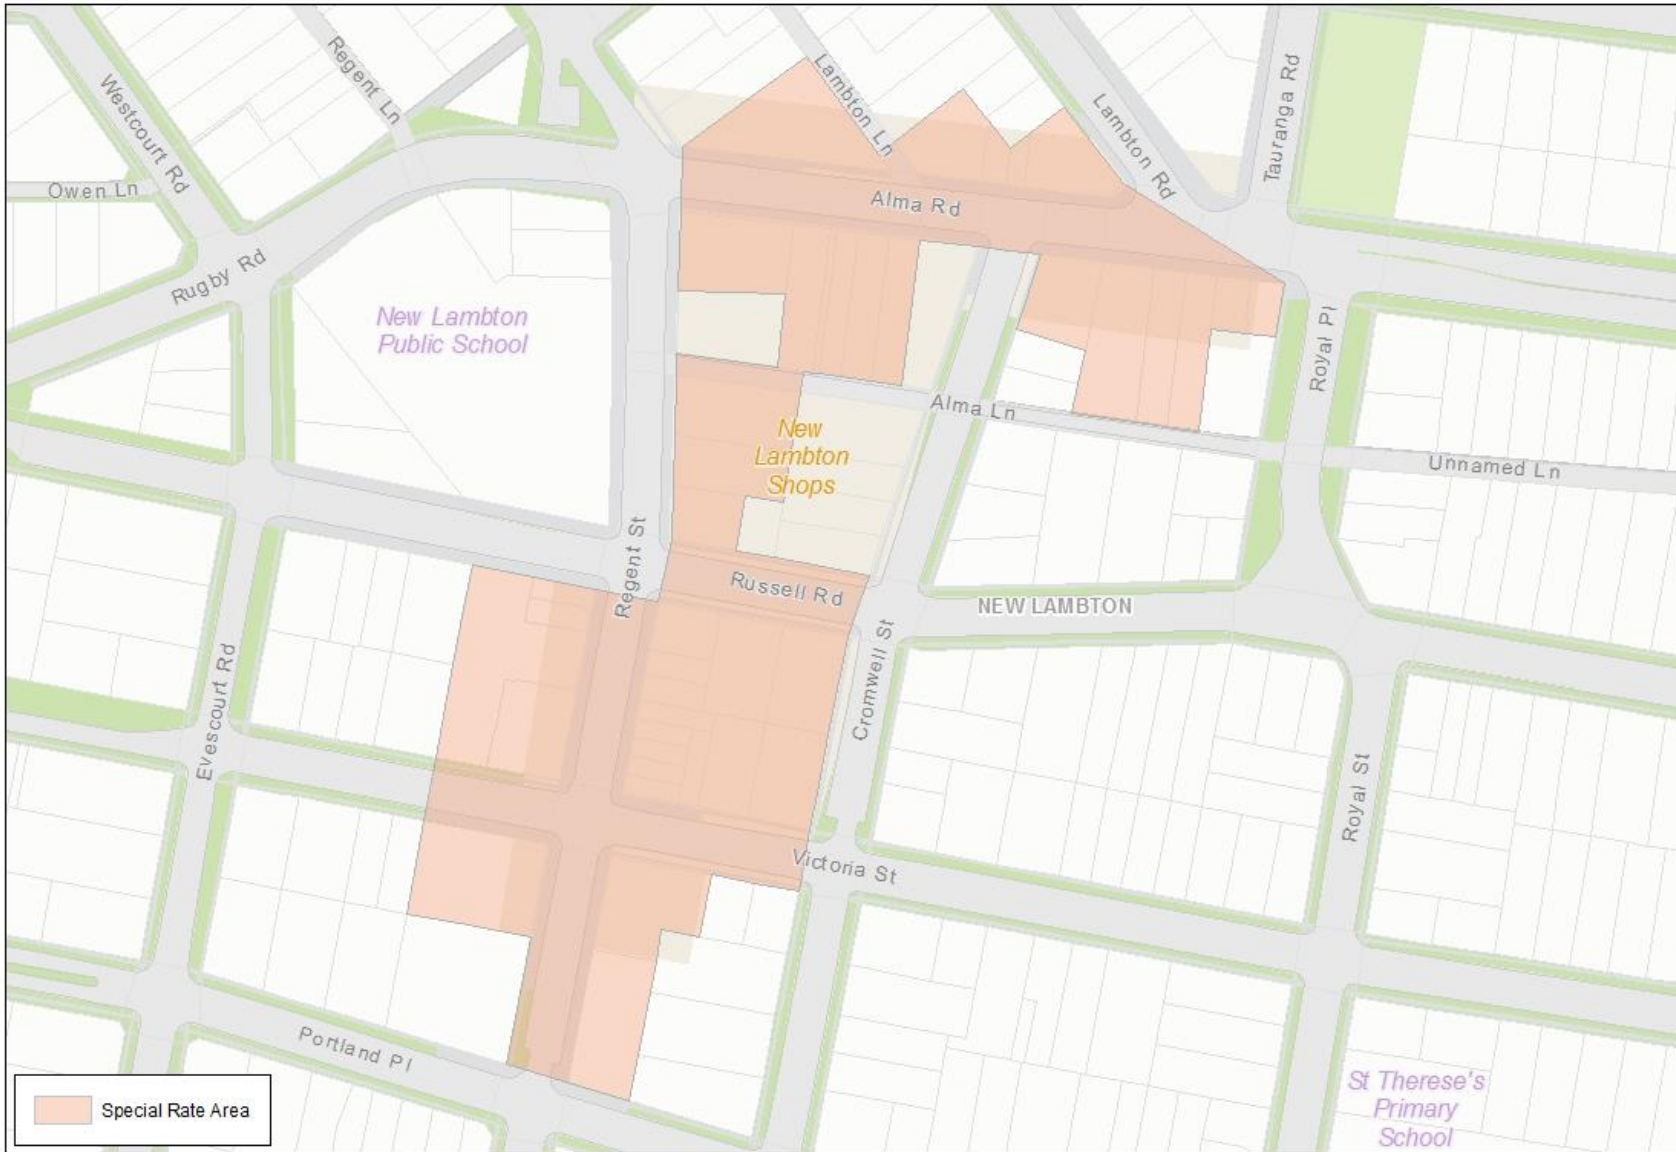 Regent Ln
Westcourt Rd
Owen Ln
Rugby Rd
Lambton Ln
Lambton Rd
Tauranga Rd
Alma Rd
New Lambton
Public School
Royal Pl
Alma Ln
New
Lambton
Shops
Unnamed Ln
Regent St
Russell Rd
NEW LAMBTON
Cromwell St
Evescourt Rd
Royal St
Victoria St
Portland Pl
St Therese's
Primary
School
Special Rate Area